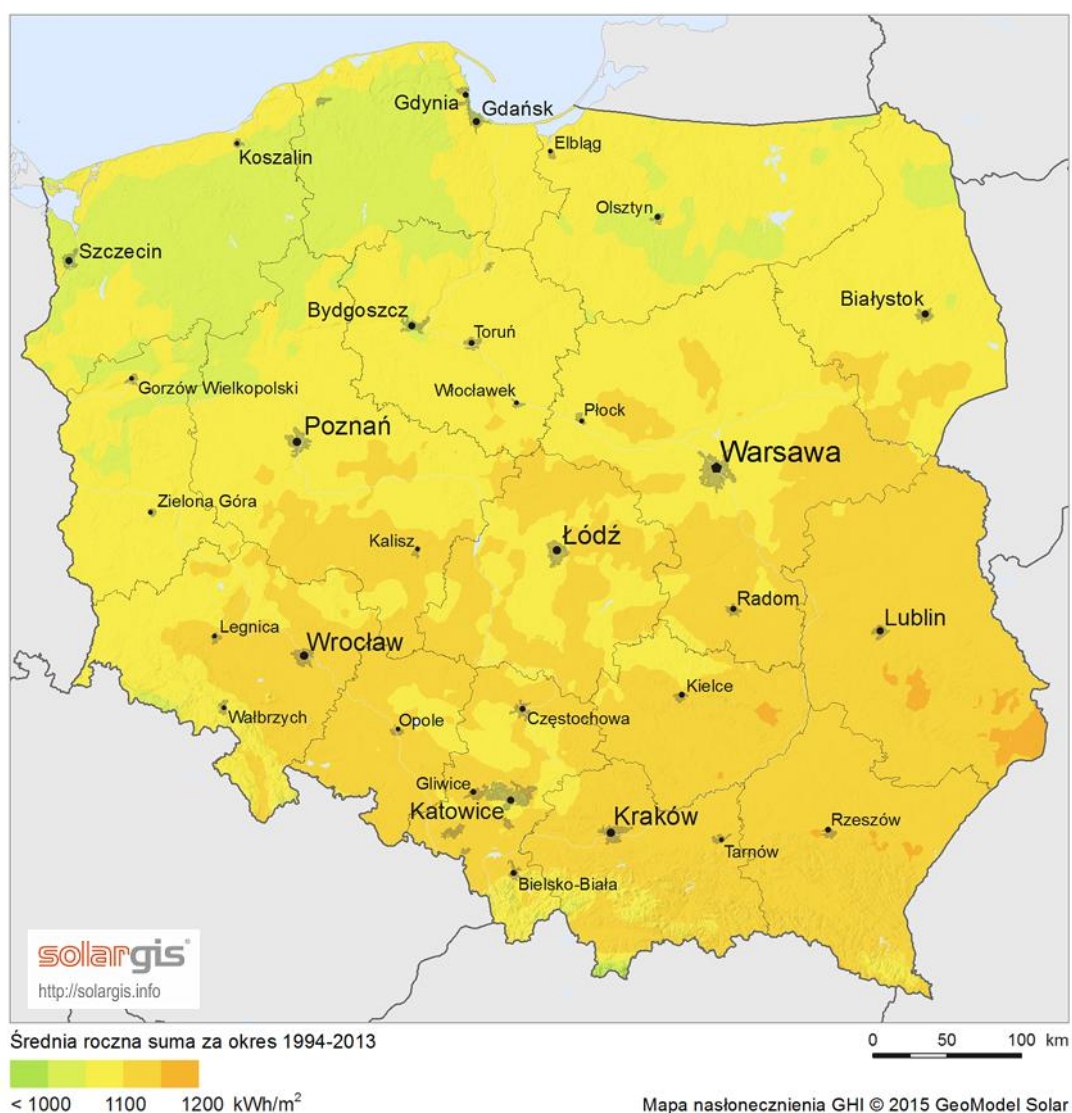 Gdynia
Gdańsk
Elbląg
Koszalin
Olsztyn
Szczecin
Białystok
Bydgoszcz
Toruń
Gorzów Wielkopolski
Włocławek
Płock
Poznań
Warsawa
Zielona Góra
Kalisz
Łódź
Radom
Lublin
Legnica
Wrocław
Kielce
Wałbrzych
Opole
Częstochowa
Gliwice
Katowice
Kraków
Rzeszów
Tarnów
Bielsko-Biała
solargis
http://solargis.info
Średnia roczna suma za okres 1994-2013
0 50 100 km
< 1000 1100 1200 kWh/m²
Mapa nasłonecznienia GHI © 2015 GeoModel Solar